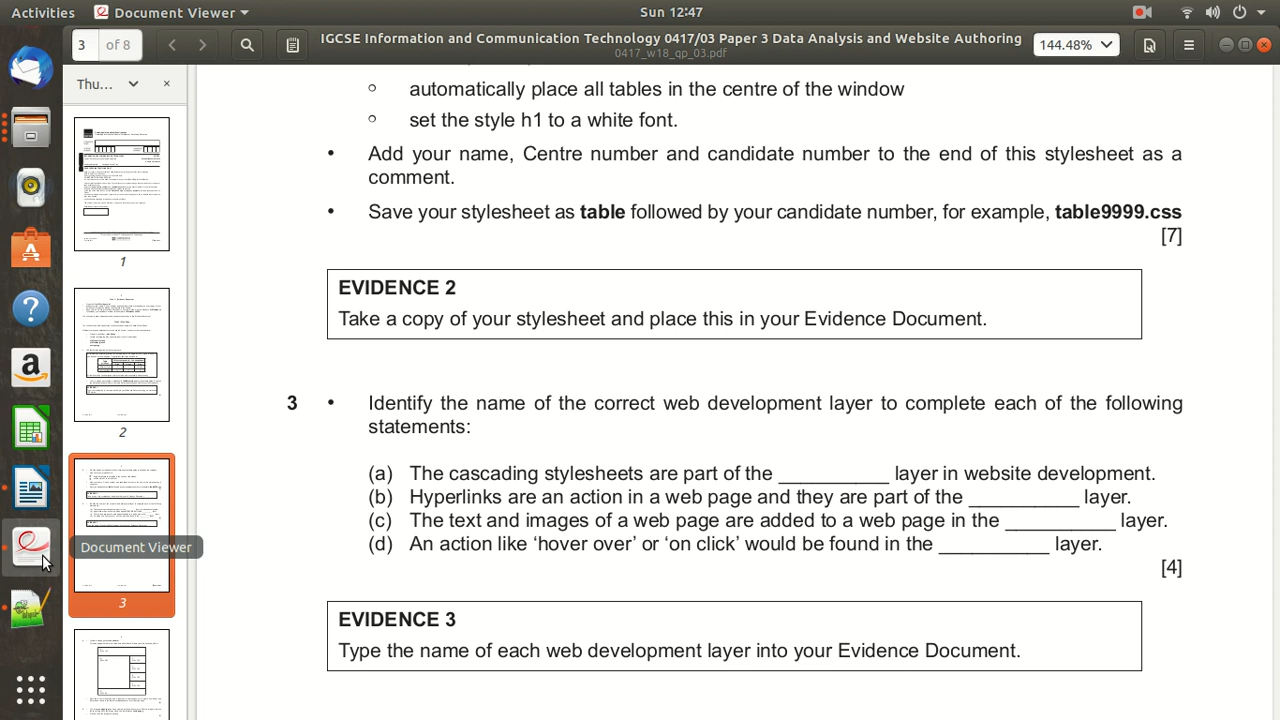 Activities Document Viewer Sun 12:47
3 of 8 IGCSE Information and Communication Technology 0417/03 Paper 3 Data Analysis and Website Authoring 144.48%
0417_w18_qp_03.pdf
Thu...
1
2
Document Viewer
3
automatically place all tables in the centre of the window
set the style h1 to a white font.
• Add your name, Centre number and candidate number to the end of this stylesheet as a
comment.
• Save your stylesheet as table followed by your candidate number, for example, table9999.css
[7]
EVIDENCE 2
Take a copy of your stylesheet and place this in your Evidence Document.
3 • Identify the name of the correct web development layer to complete each of the following
statements:
(a) The cascading stylesheets are part of the __________ layer in website development.
(b) Hyperlinks are an action in a web page and they are part of the __________ layer.
(c) The text and images of a web page are added to a web page in the __________ layer.
(d) An action like ‘hover over’ or ‘on click’ would be found in the __________ layer.
[4]
EVIDENCE 3
Type the name of each web development layer into your Evidence Document.